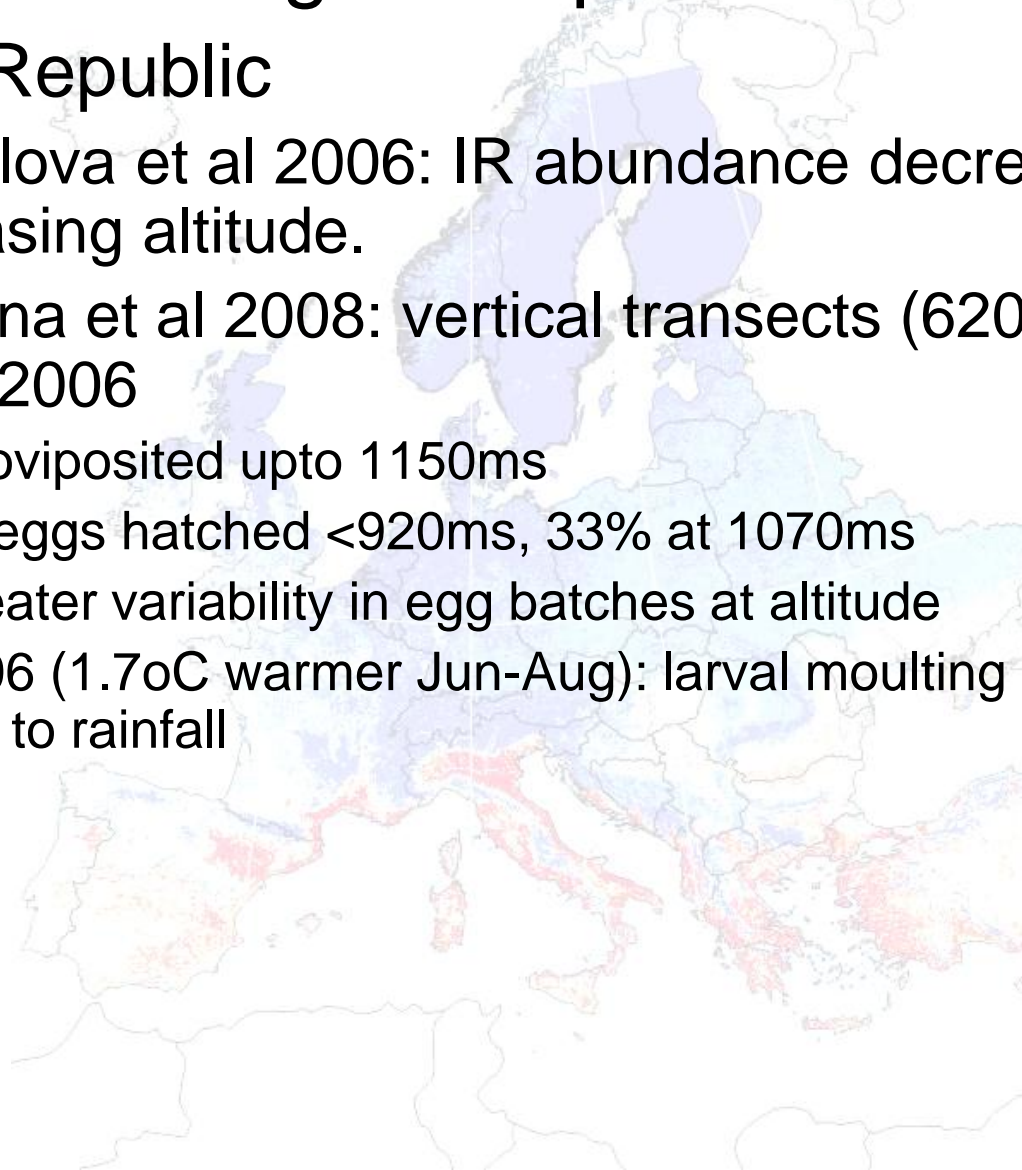 Republic
lova et al 2006: IR abundance decre
asing altitude.
na et al 2008: vertical transects (620
2006
oviposited upto 1150ms
eggs hatched <920ms, 33% at 1070ms
eater variability in egg batches at altitude
06 (1.7oC warmer Jun-Aug): larval moulting
to rainfall